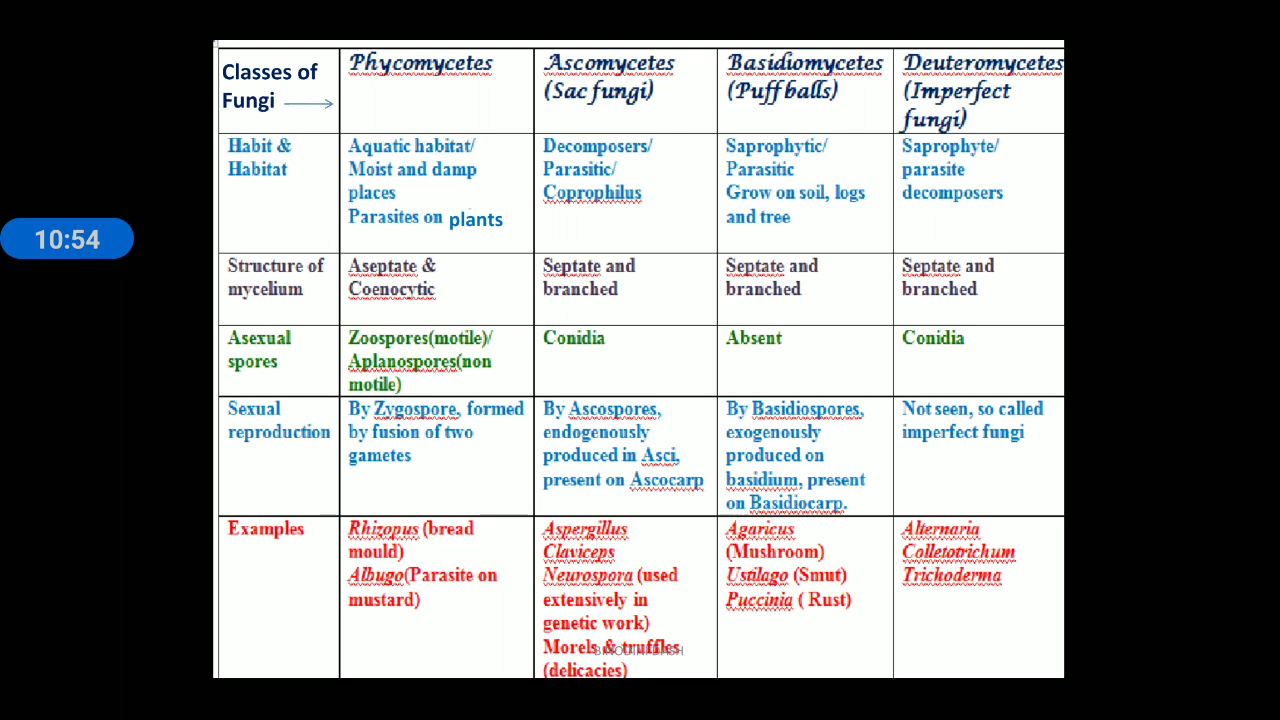 10:54
Classes of
Fungi
Phycomycetes
Ascomycetes
(Sac fungi)
Basidiomycetes
(Puff balls)
Deuteromycetes
(Imperfect
fungi)
Habit &
Habitat
Aquatic habitat/
Moist and damp
places
Parasites on plants
Decomposers/
Parasitic/
Coprophilus
Saprophytic/
Parasitic
Grow on soil, logs
and tree
Saprophyte/
parasite
decomposers
Structure of
mycelium
Aseptate &
Coenocytic
Septate and
branched
Septate and
branched
Septate and
branched
Asexual
spores
Zoospores(motile)/
Aplanospores(non
motile)
Conidia
Absent
Conidia
Sexual
reproduction
By Zygospore, formed
by fusion of two
gametes
By Ascospores,
endogenously
produced in Asci,
present on Ascocarp
By Basidiospores,
exogenously
produced on
basidium, present
on Basidiocarp.
Not seen, so called
imperfect fungi
Examples
Rhizopus (bread
mould)
Albugo(Parasite on
mustard)
Aspergillus
Claviceps
Neurospora (used
extensively in
genetic work)
Morels & truffles
(delicacies)
Agaricus
(Mushroom)
Ustilago (Smut)
Puccinia ( Rust)
Alternaria
Colletotrichum
Trichoderma